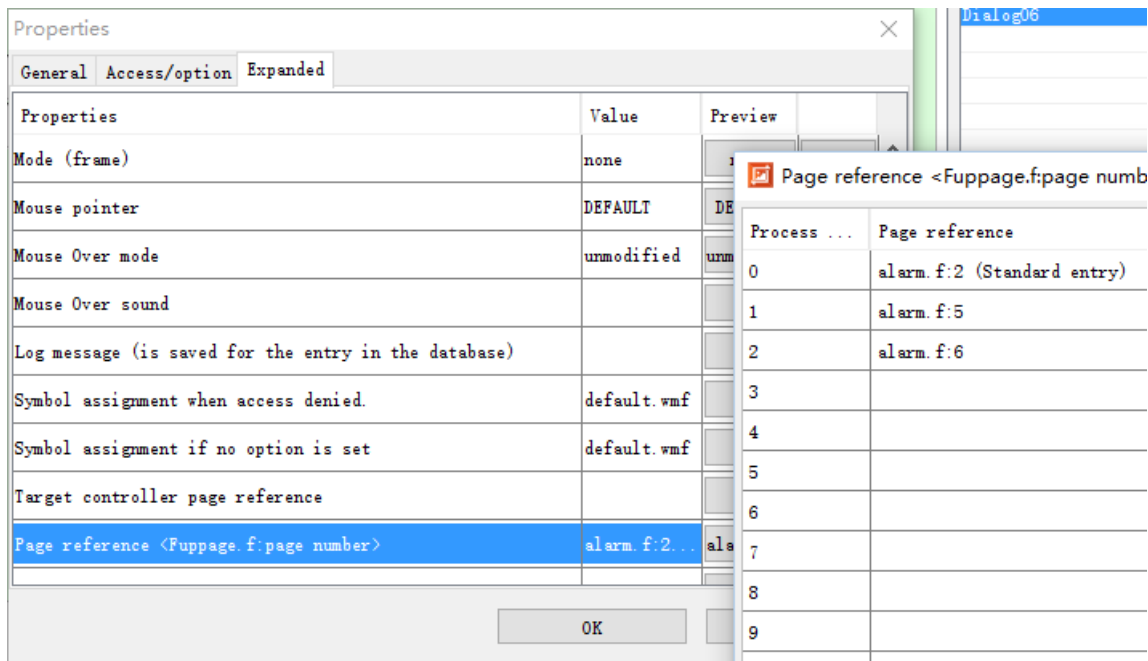 Properties
General Access/option Expanded
Properties Value Preview
Mode (frame) none
Mouse pointer DEFAULT DE
Mouse Over mode unmodified unm
Mouse Over sound
Log message (is saved for the entry in the database)
Symbol assignment when access denied. default.wmf
Symbol assignment if no option is set default.wmf
Target controller page reference
Page reference <Fuppage.f:page number> alarm.f:2... ala
OK
Dialog06
Page reference <Fuppage.f:page numb
Process ... Page reference
0 alarm.f:2 (Standard entry)
1 alarm.f:5
2 alarm.f:6
3
4
5
6
7
8
9